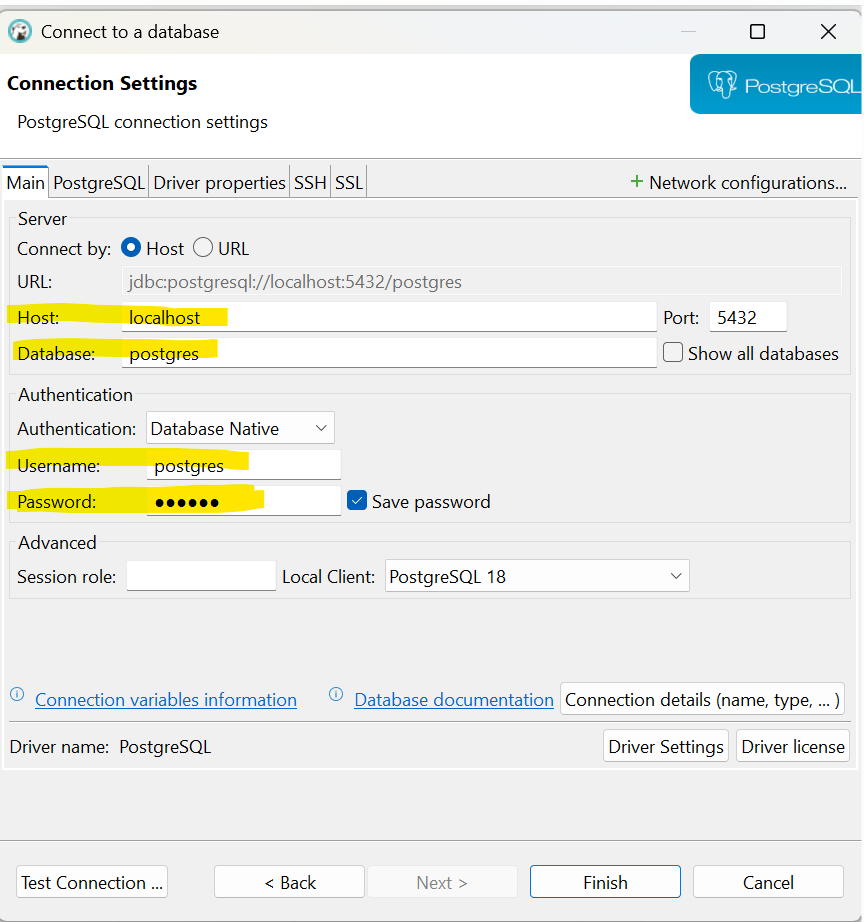 Connect to a database
Connection Settings
PostgreSQL
PostgreSQL connection settings
Main PostgreSQL Driver properties SSH SSL + Network configurations...
Server
Connect by: Host URL
URL: jdbc:postgresql://localhost:5432/postgres
Host: localhost Port: 5432
Database: postgres Show all databases
Authentication
Authentication: Database Native
Username: postgres
Password: ●●●●●● Save password
Advanced
Session role: Local Client: PostgreSQL 18
Connection variables information Database documentation Connection details (name, type, ... )
Driver name: PostgreSQL Driver Settings Driver license
Test Connection ... < Back Next > Finish Cancel